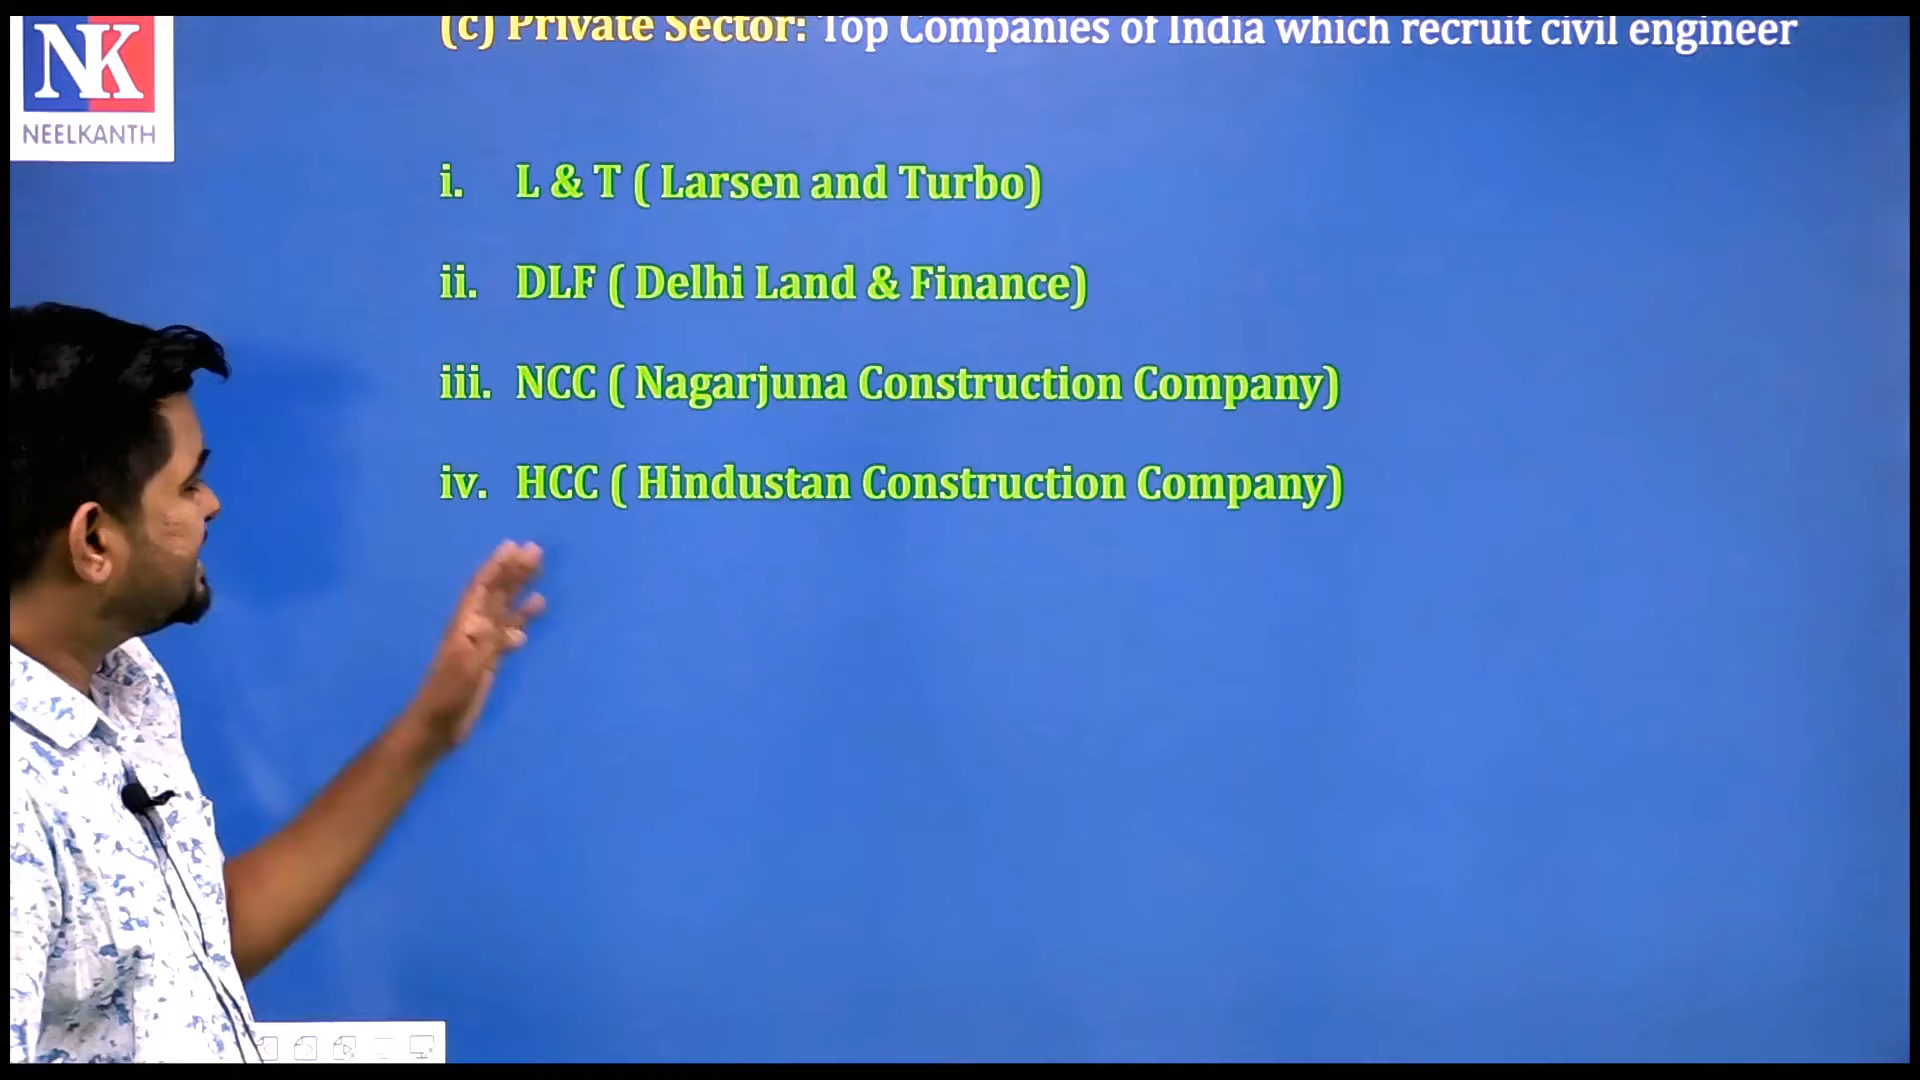 (c) Private Sector: Top Companies of India which recruit civil engineer
NK
NEELKANTH
i. L & T ( Larsen and Turbo)
ii. DLF ( Delhi Land & Finance)
iii. NCC ( Nagarjuna Construction Company)
iv. HCC ( Hindustan Construction Company)